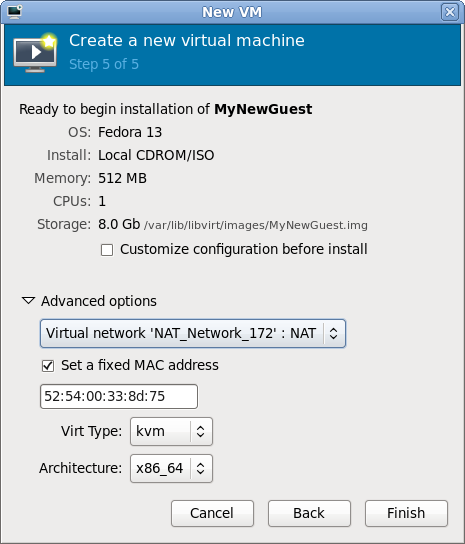 New VM
Create a new virtual machine
Step 5 of 5
Ready to begin installation of MyNewGuest
OS: Fedora 13
Install: Local CDROM/ISO
Memory: 512 MB
CPUs: 1
Storage: 8.0 Gb /var/lib/libvirt/images/MyNewGuest.img
Customize configuration before install
Advanced options
Virtual network 'NAT_Network_172' : NAT
Set a fixed MAC address
52:54:00:33:8d:75
Virt Type: kvm
Architecture: x86_64
Cancel Back Finish